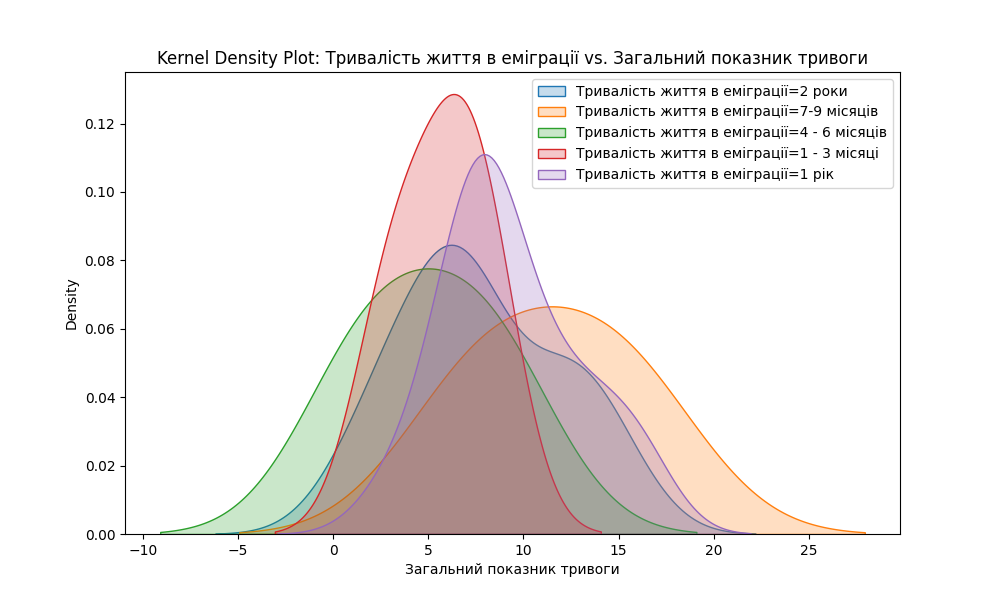 Kernel Density Plot: Тривалість життя в еміграції vs. Загальний показник тривоги
Тривалість життя в еміграції=2 роки
Тривалість життя в еміграції=7-9 місяців
Тривалість життя в еміграції=4 - 6 місяців
Тривалість життя в еміграції=1 - 3 місяці
Тривалість життя в еміграції=1 рік
Density
0.12
0.10
0.08
0.06
0.04
0.02
0.00
−10 −5 0 5 10 15 20 25
Загальний показник тривоги